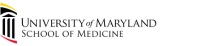 UNIVERSITY of MARYLAND
SCHOOL OF MEDICINE